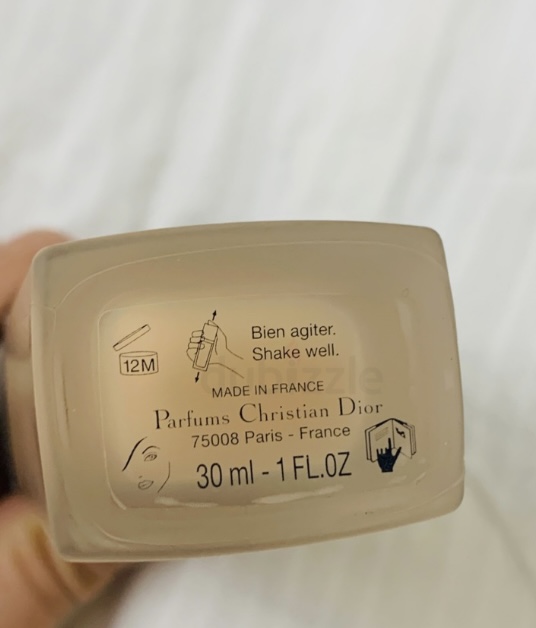 12M
Bien agiter.
Shake well.
MADE IN FRANCE
Parfums Christian Dior
75008 Paris - France
30 ml - 1 FL.OZ